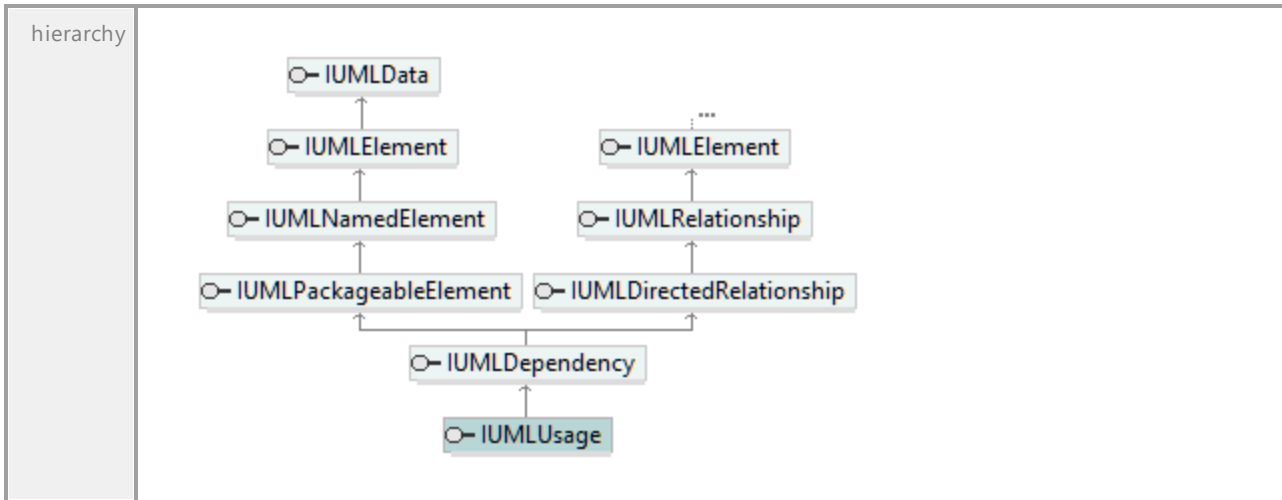 hierarchy
IUMLData
...
IUMLElement
IUMLElement
IUMLNamedElement
IUMLRelationship
IUMLPackageableElement
IUMLDirectedRelationship
IUMLDependency
IUMLUsage